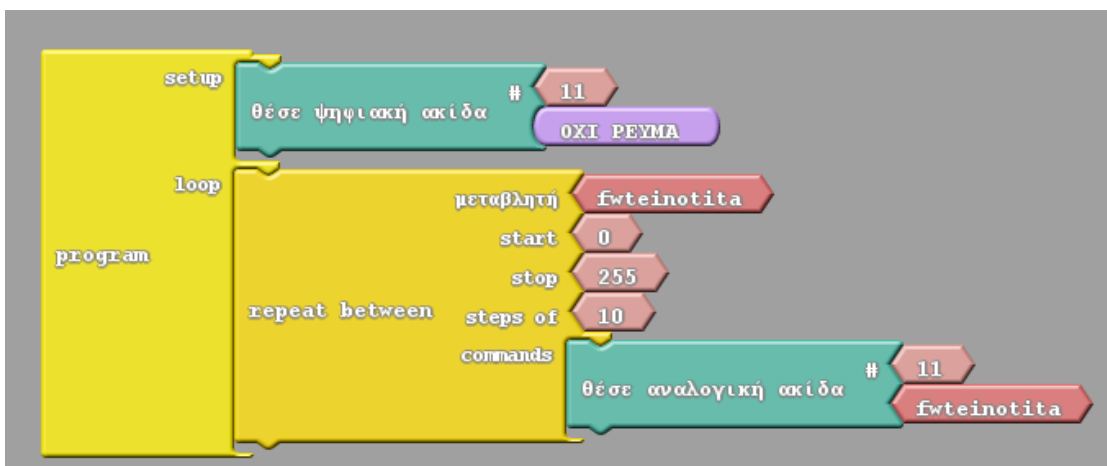 setup
θέσε ψηφιακή ακίδα
#
11
ΟΧΙ ΡΕΥΜΑ
loop
program
repeat between
μεταβλητή
fwteinotita
start
0
stop
255
steps of
10
commands
θέσε αναλογική ακίδα
#
11
fwteinotita